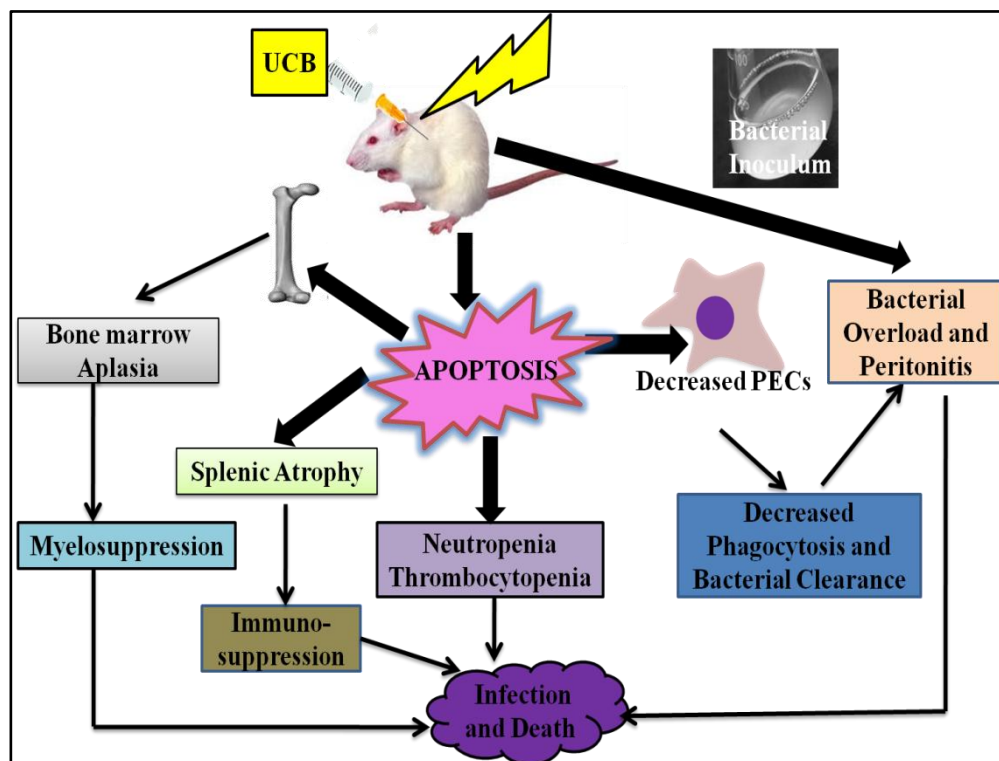 UCB
100
Bacterial
Inoculum
Bone marrow
Aplasia
APOPTOSIS
Decreased PECs
Bacterial
Overload and
Peritonitis
Splenic Atrophy
Myelosuppression
Neutropenia
Thrombocytopenia
Decreased
Phagocytosis and
Bacterial Clearance
Immuno-
suppression
Infection
and Death